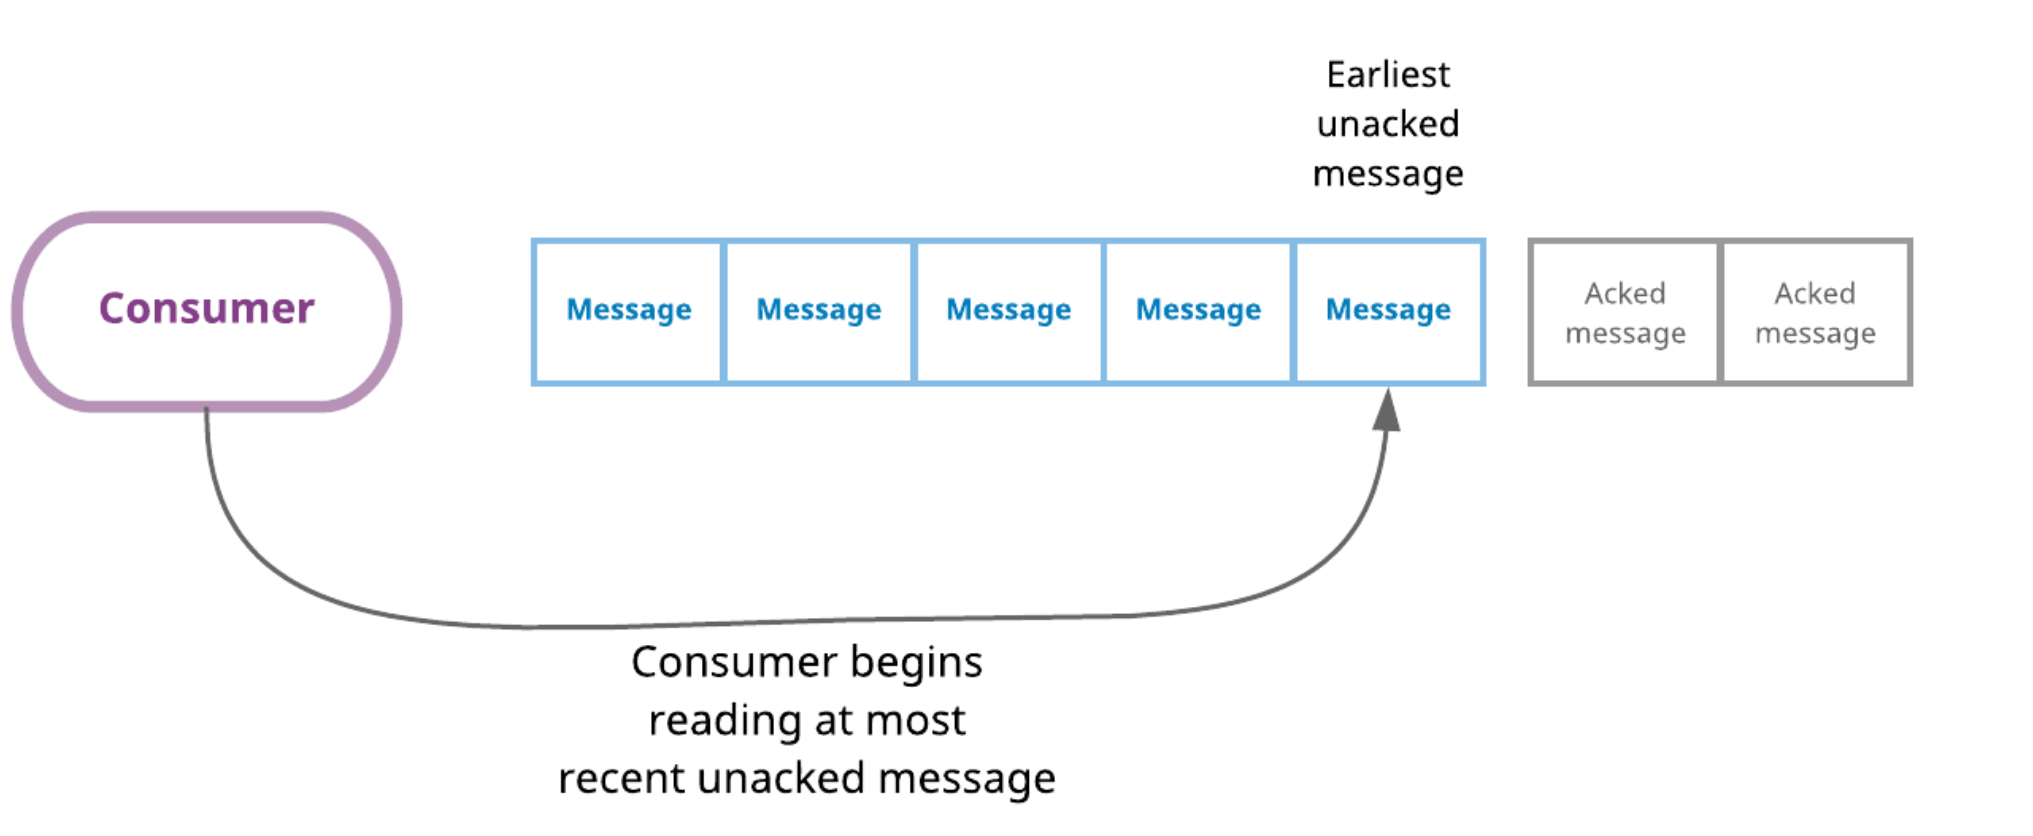 Earliest
unacked
message
Consumer
Message
Message
Message
Message
Message
Acked
message
Acked
message
Consumer begins
reading at most
recent unacked message